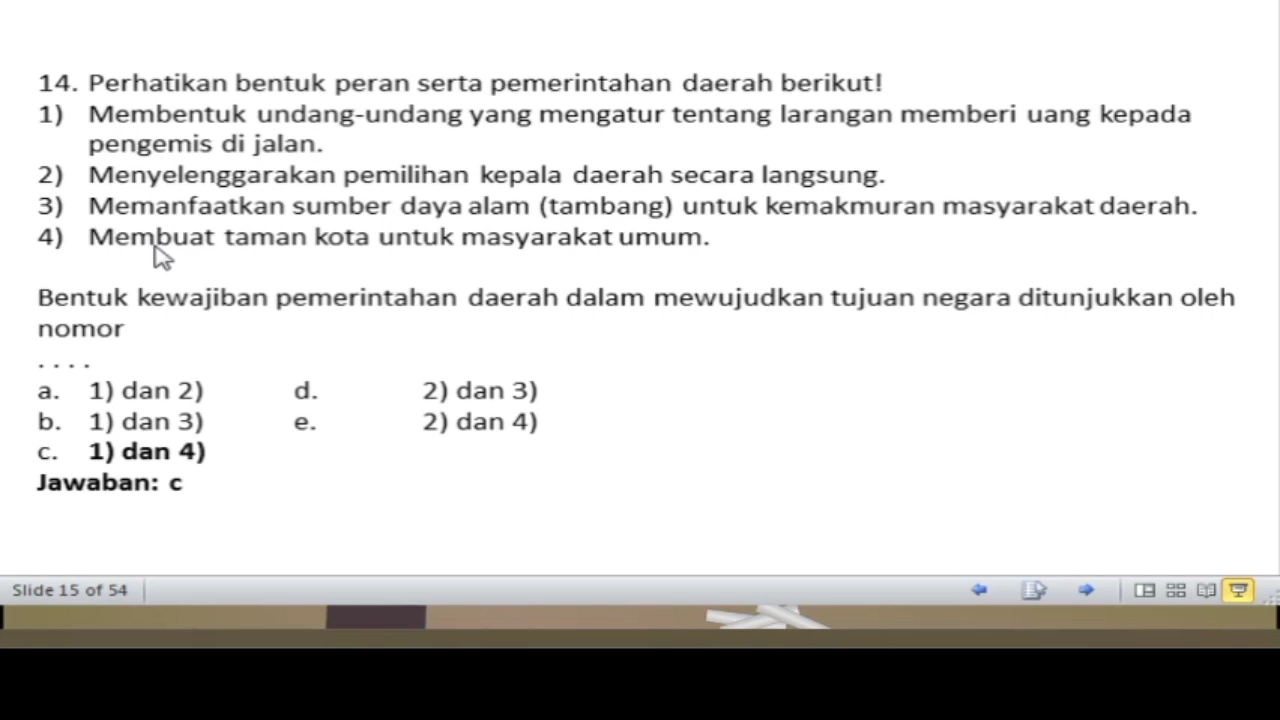 14. Perhatikan bentuk peran serta pemerintahan daerah berikut!
1) Membentuk undang-undang yang mengatur tentang larangan memberi uang kepada
pengemis di jalan.
2) Menyelenggarakan pemilihan kepala daerah secara langsung.
3) Memanfaatkan sumber daya alam (tambang) untuk kemakmuran masyarakat daerah.
4) Membuat taman kota untuk masyarakat umum.
Bentuk kewajiban pemerintahan daerah dalam mewujudkan tujuan negara ditunjukkan oleh
nomor
. . . .
a. 1) dan 2) d. 2) dan 3)
b. 1) dan 3) e. 2) dan 4)
c. 1) dan 4)
Jawaban: c
Slide 15 of 54